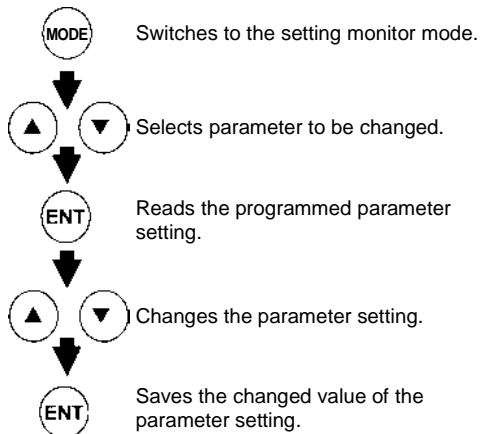 MODE
Switches to the setting monitor mode.
▲ ▼ Selects parameter to be changed.
ENT
Reads the programmed parameter
setting.
▲ ▼ Changes the parameter setting.
ENT
Saves the changed value of the
parameter setting.